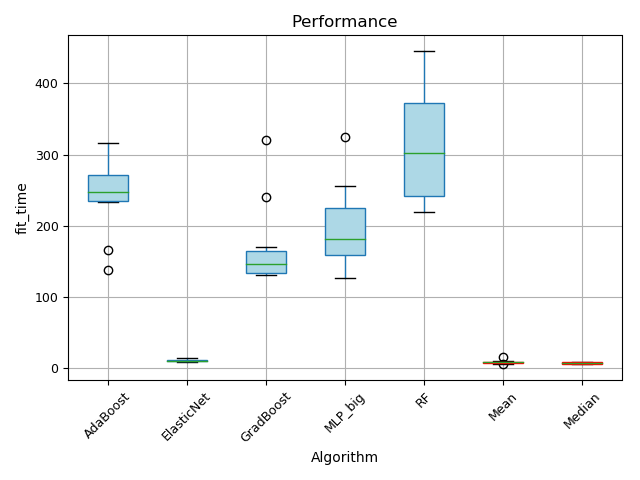 Performance
fit_time
400
300
200
100
0
AdaBoost
ElasticNet
GradBoost
MLP_big
RF
Mean
Median
Algorithm